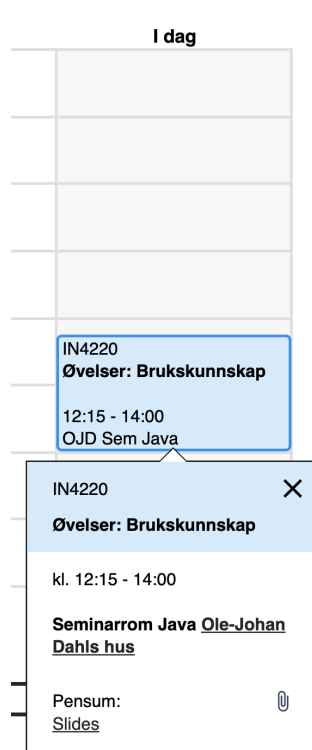 I dag
IN4220
Øvelser: Brukskunnskap
12:15 - 14:00
OJD Sem Java
IN4220
Øvelser: Brukskunnskap
kl. 12:15 - 14:00
Seminarrom Java Ole-Johan
Dahls hus
Pensum:
Slides